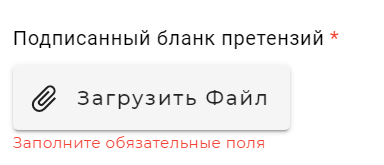 Подписанный бланк претензий *
Загрузить Файл
Заполните обязательные поля